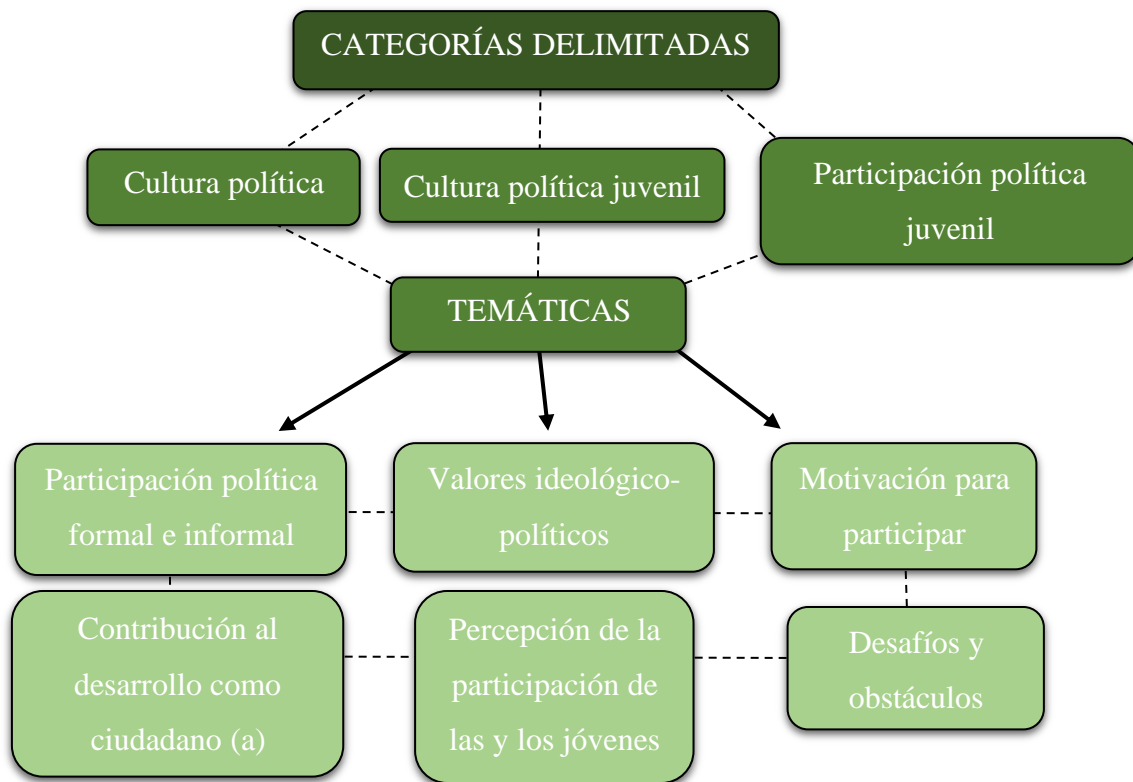 CATEGORÍAS DELIMITADAS
Cultura política
Cultura política juvenil
Participación política
juvenil
TEMÁTICAS
Participación política
formal e informal
Valores ideológico-
políticos
Motivación para
participar
Contribución al
desarrollo como
ciudadano (a)
Percepción de la
participación de
las y los jóvenes
Desafíos y
obstáculos